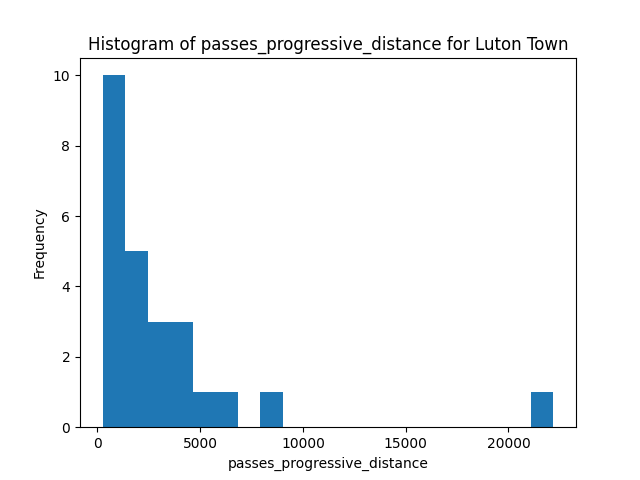 Histogram of passes_progressive_distance for Luton Town
10
8
6
4
2
0
Frequency
0 5000 10000 15000 20000
passes_progressive_distance